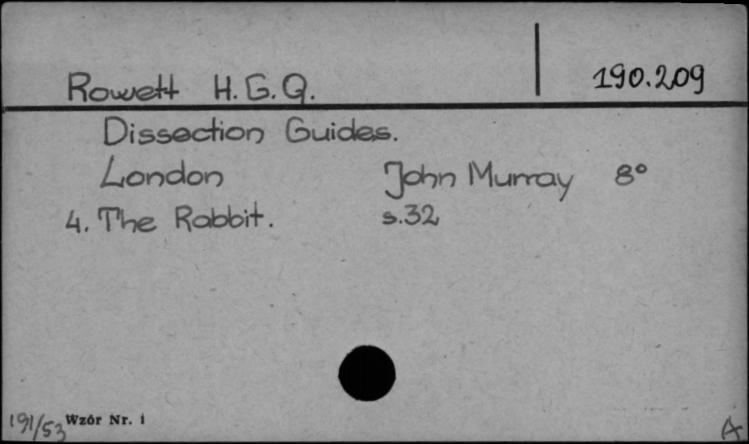 Rowett H.G.Q. 190.209
Dissection Guides.
London John Murray 8°
4. The Rabbit. s.32
191/53 Wzór Nr. 1 A